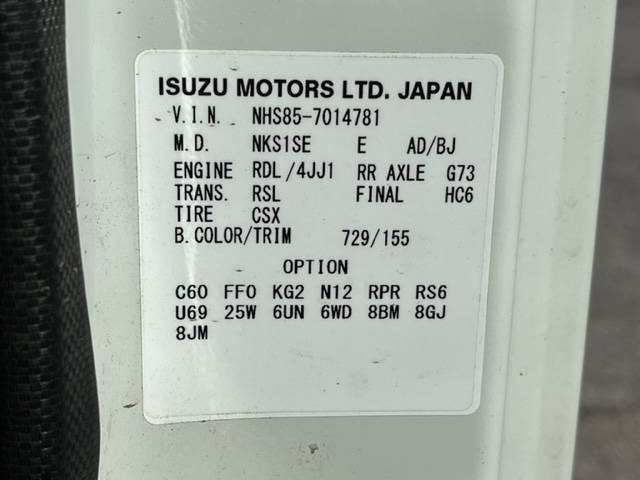 ISUZU MOTORS LTD. JAPAN
V.I.N. NHS85-7014781
M.D. NKS1SE E AD/BJ
ENGINE RDL/4JJ1 RR AXLE G73
TRANS. RSL FINAL HC6
TIRE CSX
B.COLOR/TRIM 729/155
OPTION
C60 FF0 KG2 N12 RPR RS6
U69 25W 6UN 6WD 8BM 8GJ
8JM